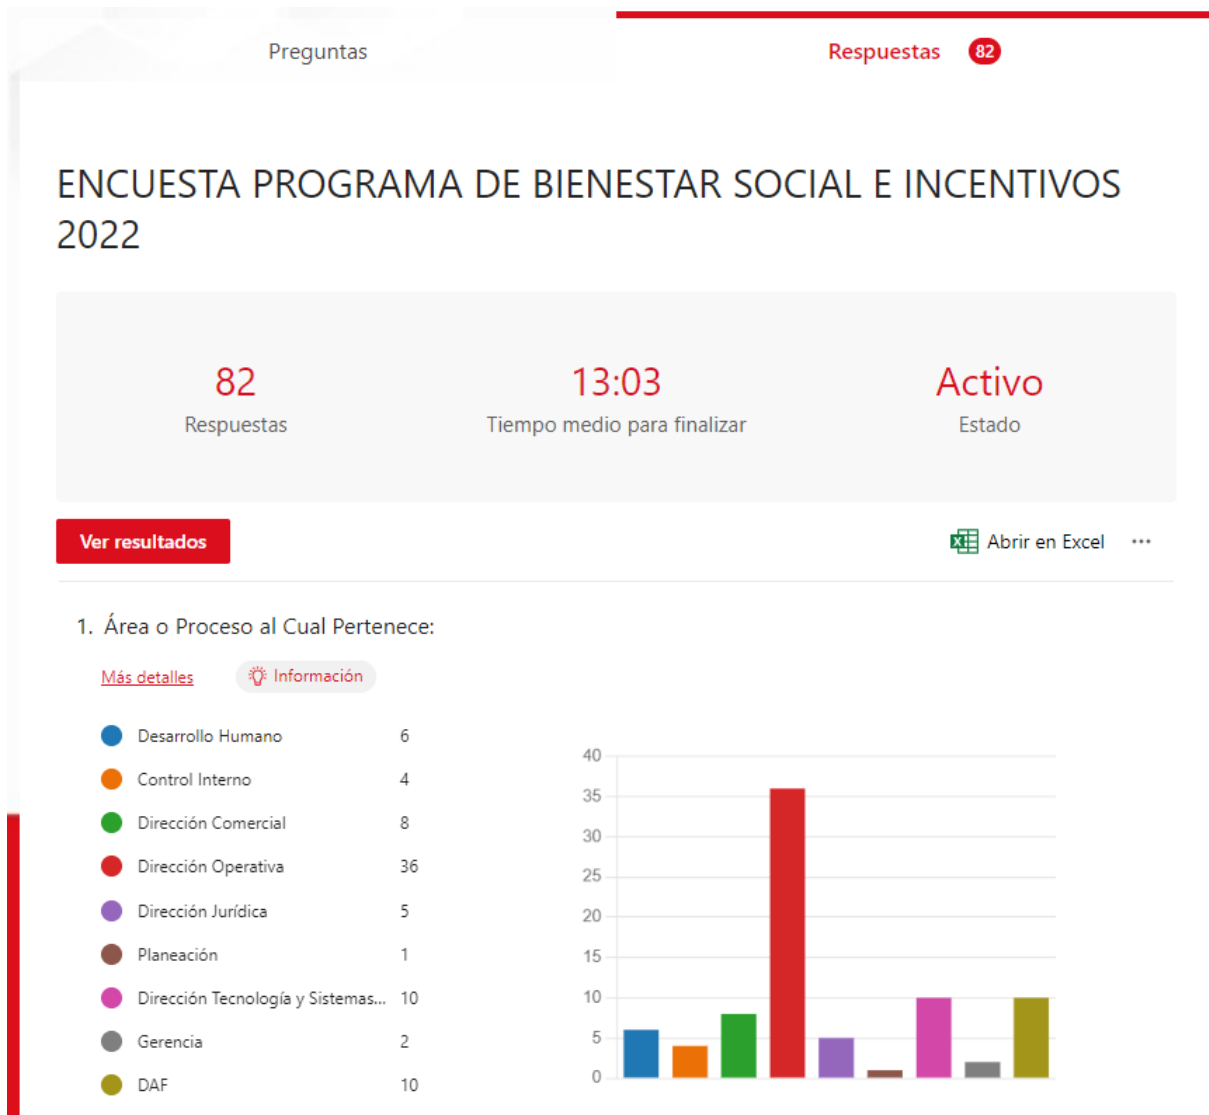 Preguntas
Respuestas 82
ENCUESTA PROGRAMA DE BIENESTAR SOCIAL E INCENTIVOS
2022
82 13:03 Activo
Respuestas Tiempo medio para finalizar Estado
Ver resultados Abrir en Excel ...
1. Área o Proceso al Cual Pertenece:
Más detalles Información
Desarrollo Humano 6
Control Interno 4
Dirección Comercial 8
Dirección Operativa 36
Dirección Jurídica 5
Planeación 1
Dirección Tecnología y Sistemas... 10
Gerencia 2
DAF 10
40
35
30
25
20
15
10
5
0